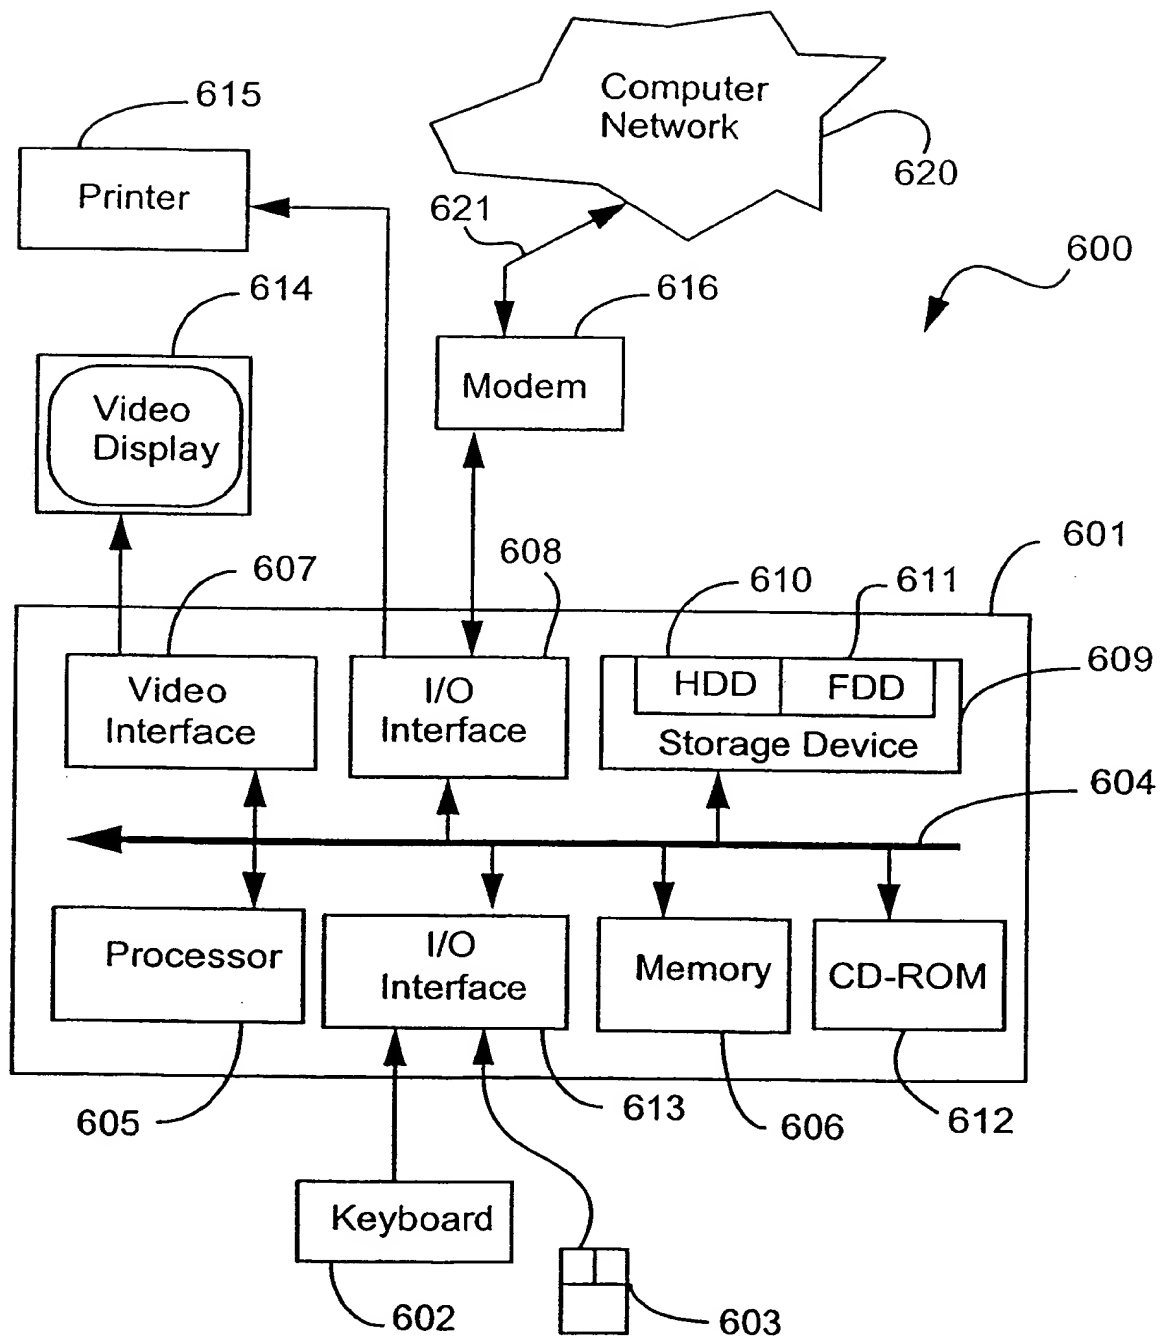 615
Computer
Network
Printer
620
621
600
614
616
Video
Display
Modem
601
608
607
610
611
609
Video
Interface
I/O
Interface
HDD
FDD
Storage Device
604
Processor
I/O
Interface
Memory
CD-ROM
605
613
606
612
Keyboard
602
603